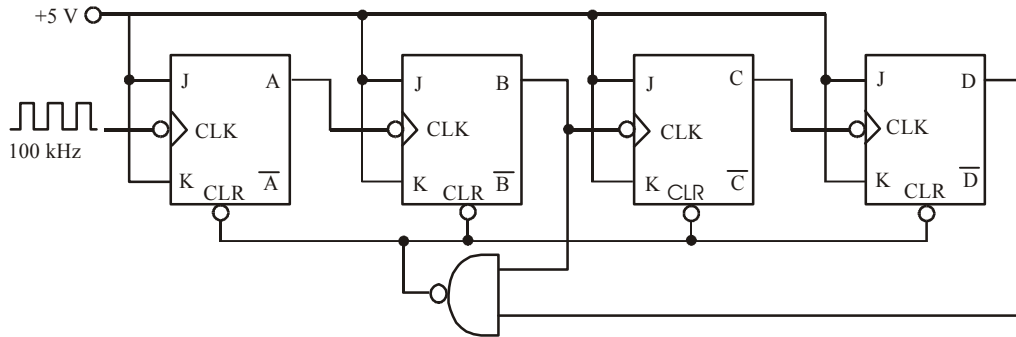 +5 V
J A J B J C J D
CLK CLK CLK CLK
100 kHz
K A̅ K B̅ K C̅ K D̅
CLR CLR CLR CLR